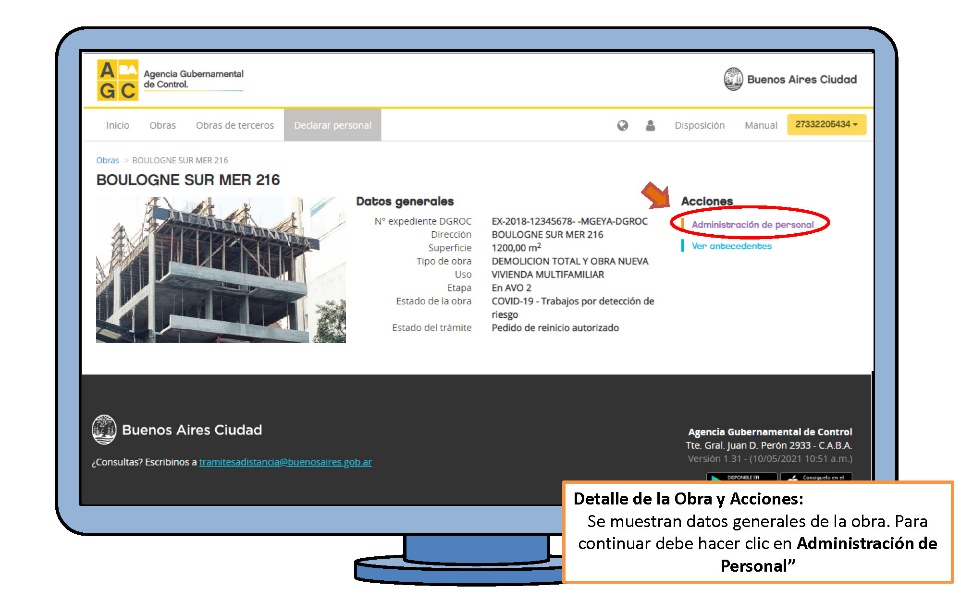 A BA
G C
Agencia Gubernamental
de Control.
Buenos Aires Ciudad
Inicio Obras Obras de terceros Declarar personal Disposición Manual 27332205434
Obras > BOULOGNE SUR MER 216
BOULOGNE SUR MER 216
Datos generales
N° expediente DGROC EX-2018-12345678- -MGEYA-DGROC
Dirección BOULOGNE SUR MER 216
Superficie 1200,00 m²
Tipo de obra DEMOLICION TOTAL Y OBRA NUEVA
Uso VIVIENDA MULTIFAMILIAR
Etapa En AVO 2
Estado de la obra COVID-19 - Trabajos por detección de
riesgo
Estado del trámite Pedido de reinicio autorizado
Acciones
Administración de personal
Ver antecedentes
Buenos Aires Ciudad
¿Consultas? Escribinos a tramitesadistancia@buenosaires.gob.ar
Agencia Gubernamental de Control
Tte. Gral. Juan D. Perón 2933 - C.A.B.A.
Versión 1.31 - (10/05/2021 10:51 a.m.)
DISPONIBLE EN Consíguelo en el
Detalle de la Obra y Acciones:
Se muestran datos generales de la obra. Para
continuar debe hacer clic en Administración de
Personal”